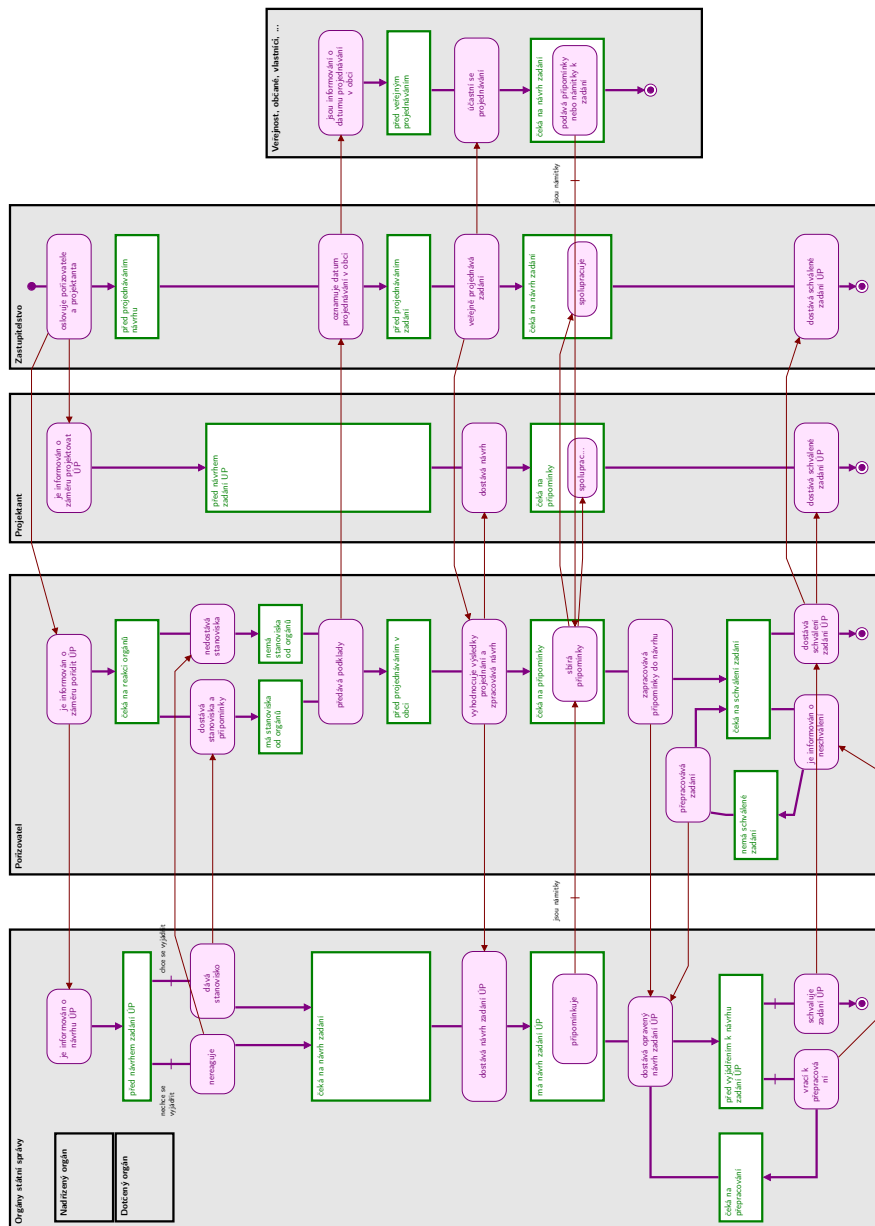 Veřejnost, občané, vlastníci, ...
jsou informováni o
datumu projednávání
v obci
před veřejným
projednáváním
účastní se
projednávání
čeká na návrh zadání
podává připomínky
nebo námitky k
zadání
jsou námitky
Zastupitelstvo
oslovuje pořizovatele
a projektanta
před projednáváním
návrhu
oznamuje datum
projednávání v obci
před projednáváním
zadání
veřejně projednává
zadání
čeká na návrh zadání
spolupracuje
dostává schválené
zadání ÚP
Projektant
je informován o
záměru projektovat
ÚP
před návrhem
zadání ÚP
dostává návrh
čeká na
připomínky
spoluprac...
dostává schválené
zadání ÚP
Pořizovatel
je informován o
záměru pořídit ÚP
čeká na reakci orgánů
nedostává
stanoviska
dostává
stanoviska a
připomínky
nemá
stanoviska
od orgánů
má stanoviska
od orgánů
předává podklady
před projednáváním v
obci
vyhodnocuje výsledky
projednání a
zpracovává návrh
čeká na připomínky
sbírá
připomínky
zapracovává
připomínky do návrhu
přepracovává
zadání
čeká na schválení zadání
nemá schválené
zadání
dostává
schválení
zadání ÚP
je informován o
neschválení
jsou námitky
Orgány státní správy
Nadřízený orgán
Dotčený orgán
je informován o
návrhu ÚP
před návrhem zadání ÚP
chce se vyjádřit
nechce se
vyjádřit
dává
stanovisko
nereaguje
čeká na návrh zadání
dostává návrh zadání ÚP
má návrh zadání ÚP
připomínkuje
dostává opravený
návrh zadání ÚP
před vyjádřením k návrhu
zadání ÚP
čeká na
přepracování
schvaluje
zadání ÚP
vrací k
přepracová
ní